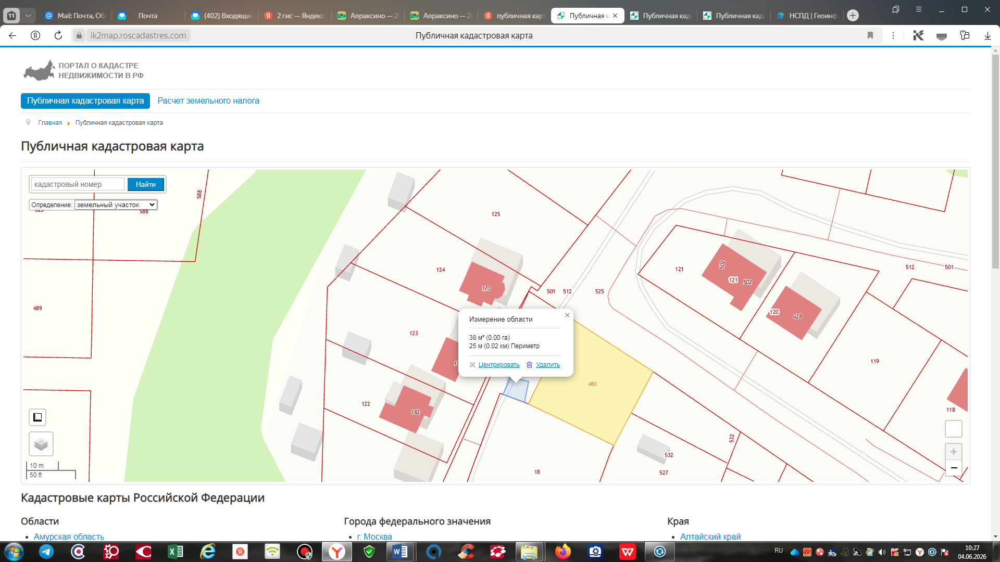 11
Mail: Почта, Об
Почта
(402) Входящие
2 гис — Яндекс:
Апраксино — 2
Апраксино — 2
публичная карт
Публичная к
Публичная кад
Публичная кад
НСПД | Геоинф
ik2map.roscadastres.com
Публичная кадастровая карта
ПОРТАЛ О КАДАСТРЕ
НЕДВИЖИМОСТИ В РФ
Публичная кадастровая карта
Расчет земельного налога
Главная
Публичная кадастровая карта
Публичная кадастровая карта
кадастровый номер
Найти
Определение:
земельный участок
588
588
125
124
170
501
512
525
121
502
121
502
512
501
120
428
489
123
Измерение области
38 м² (0.00 га)
25 м (0.02 км) Периметр
Центрировать
Удалить
119
480
122
182
118
532
532
527
18
10 m
50 ft
Кадастровые карты Российской Федерации
Области
Города федерального значения
Края
Амурская область
г. Москва
Алтайский край
RU
10:27
04.06.2026